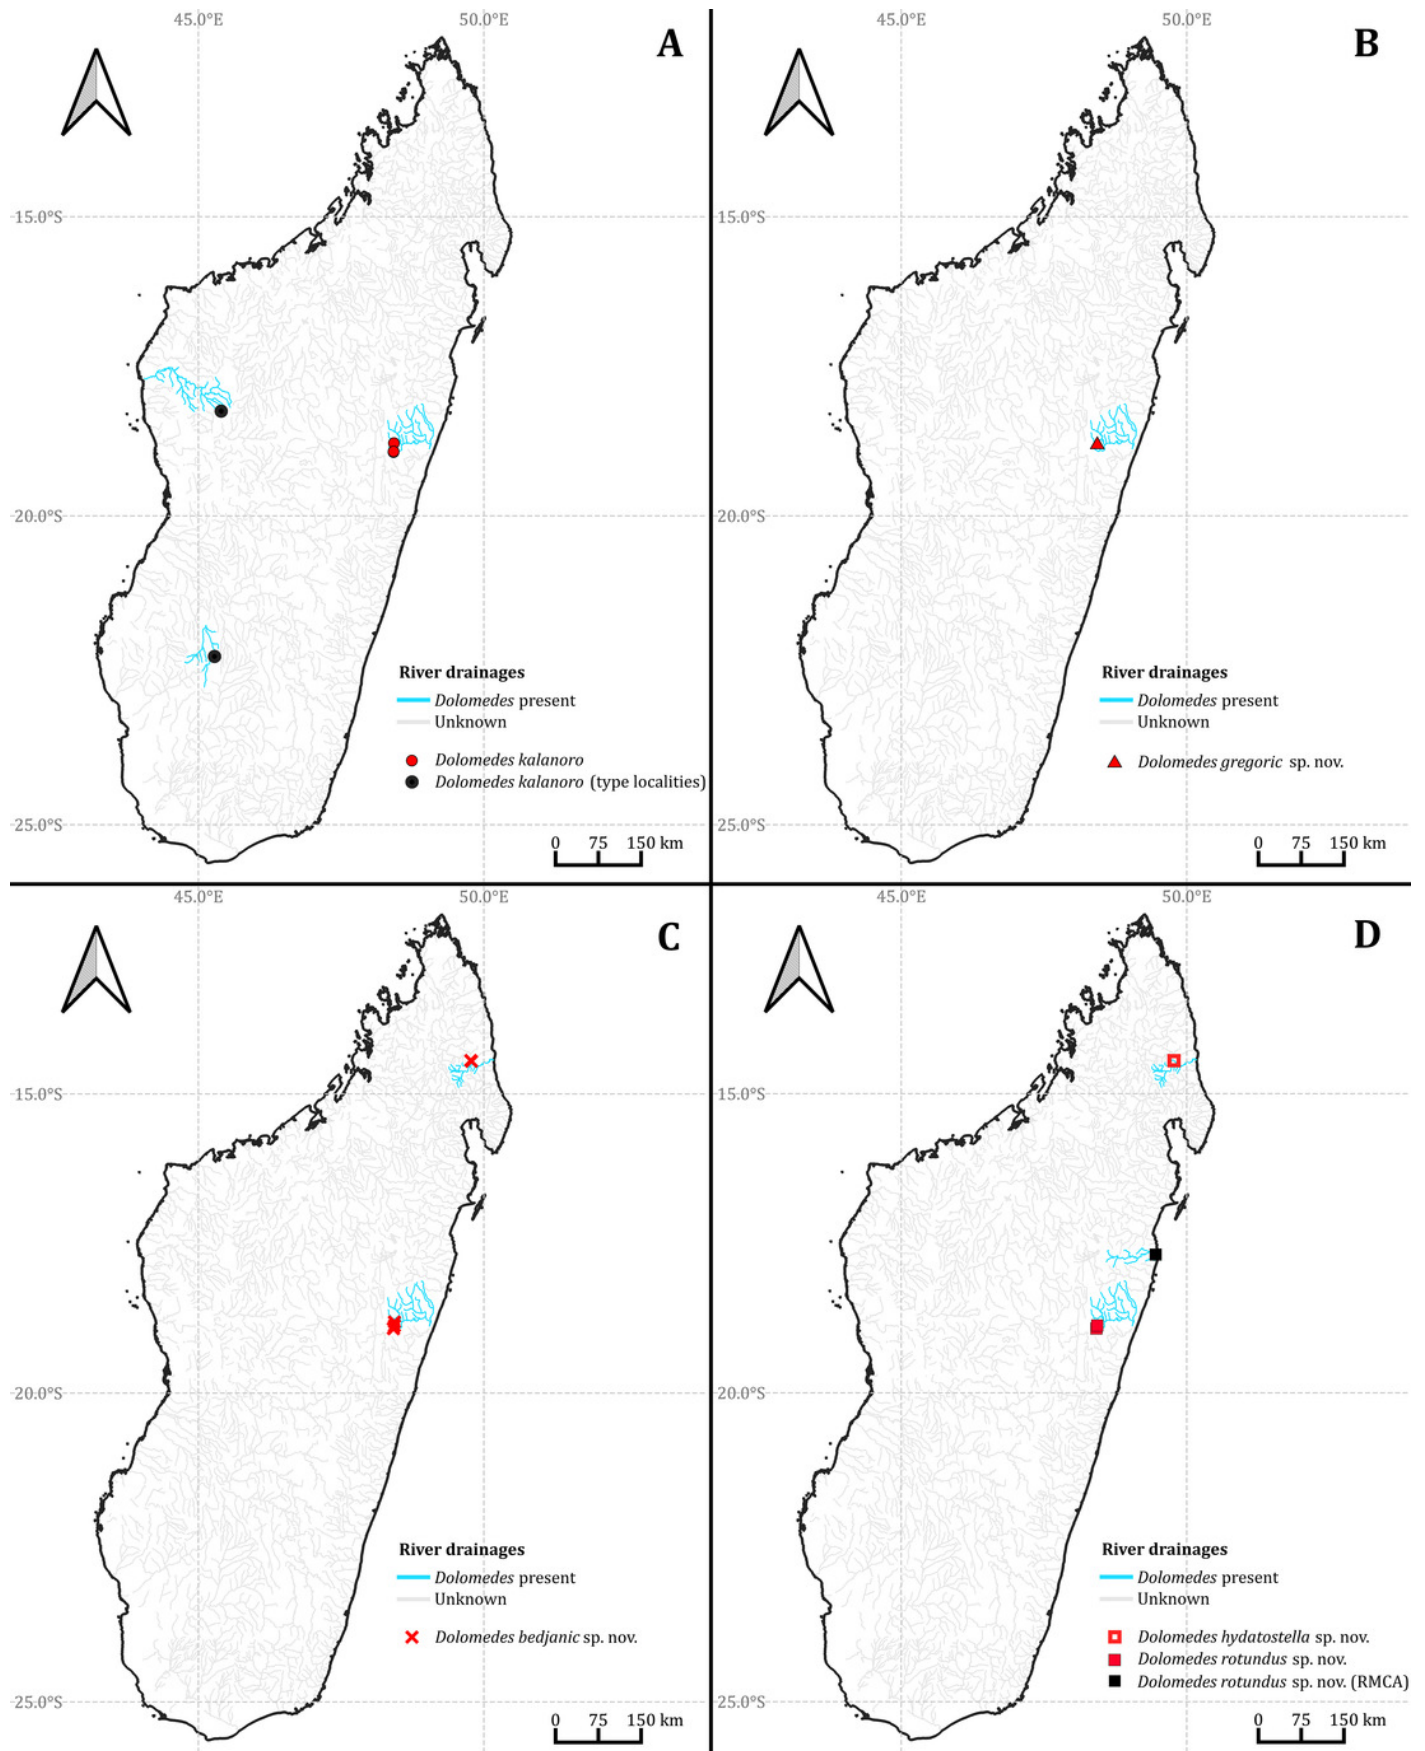 45.0°E 50.0°E
A
15.0°S
20.0°S
25.0°S
River drainages
Dolomedes present
Unknown
Dolomedes kalanoro
Dolomedes kalanoro (type localities)
0 75 150 km
45.0°E 50.0°E
B
15.0°S
20.0°S
25.0°S
River drainages
Dolomedes present
Unknown
Dolomedes gregoric sp. nov.
0 75 150 km
45.0°E 50.0°E
C
15.0°S
20.0°S
25.0°S
River drainages
Dolomedes present
Unknown
Dolomedes bedjanic sp. nov.
0 75 150 km
45.0°E 50.0°E
D
15.0°S
20.0°S
25.0°S
River drainages
Dolomedes present
Unknown
Dolomedes hydatostella sp. nov.
Dolomedes rotundus sp. nov.
Dolomedes rotundus sp. nov. (RMCA)
0 75 150 km